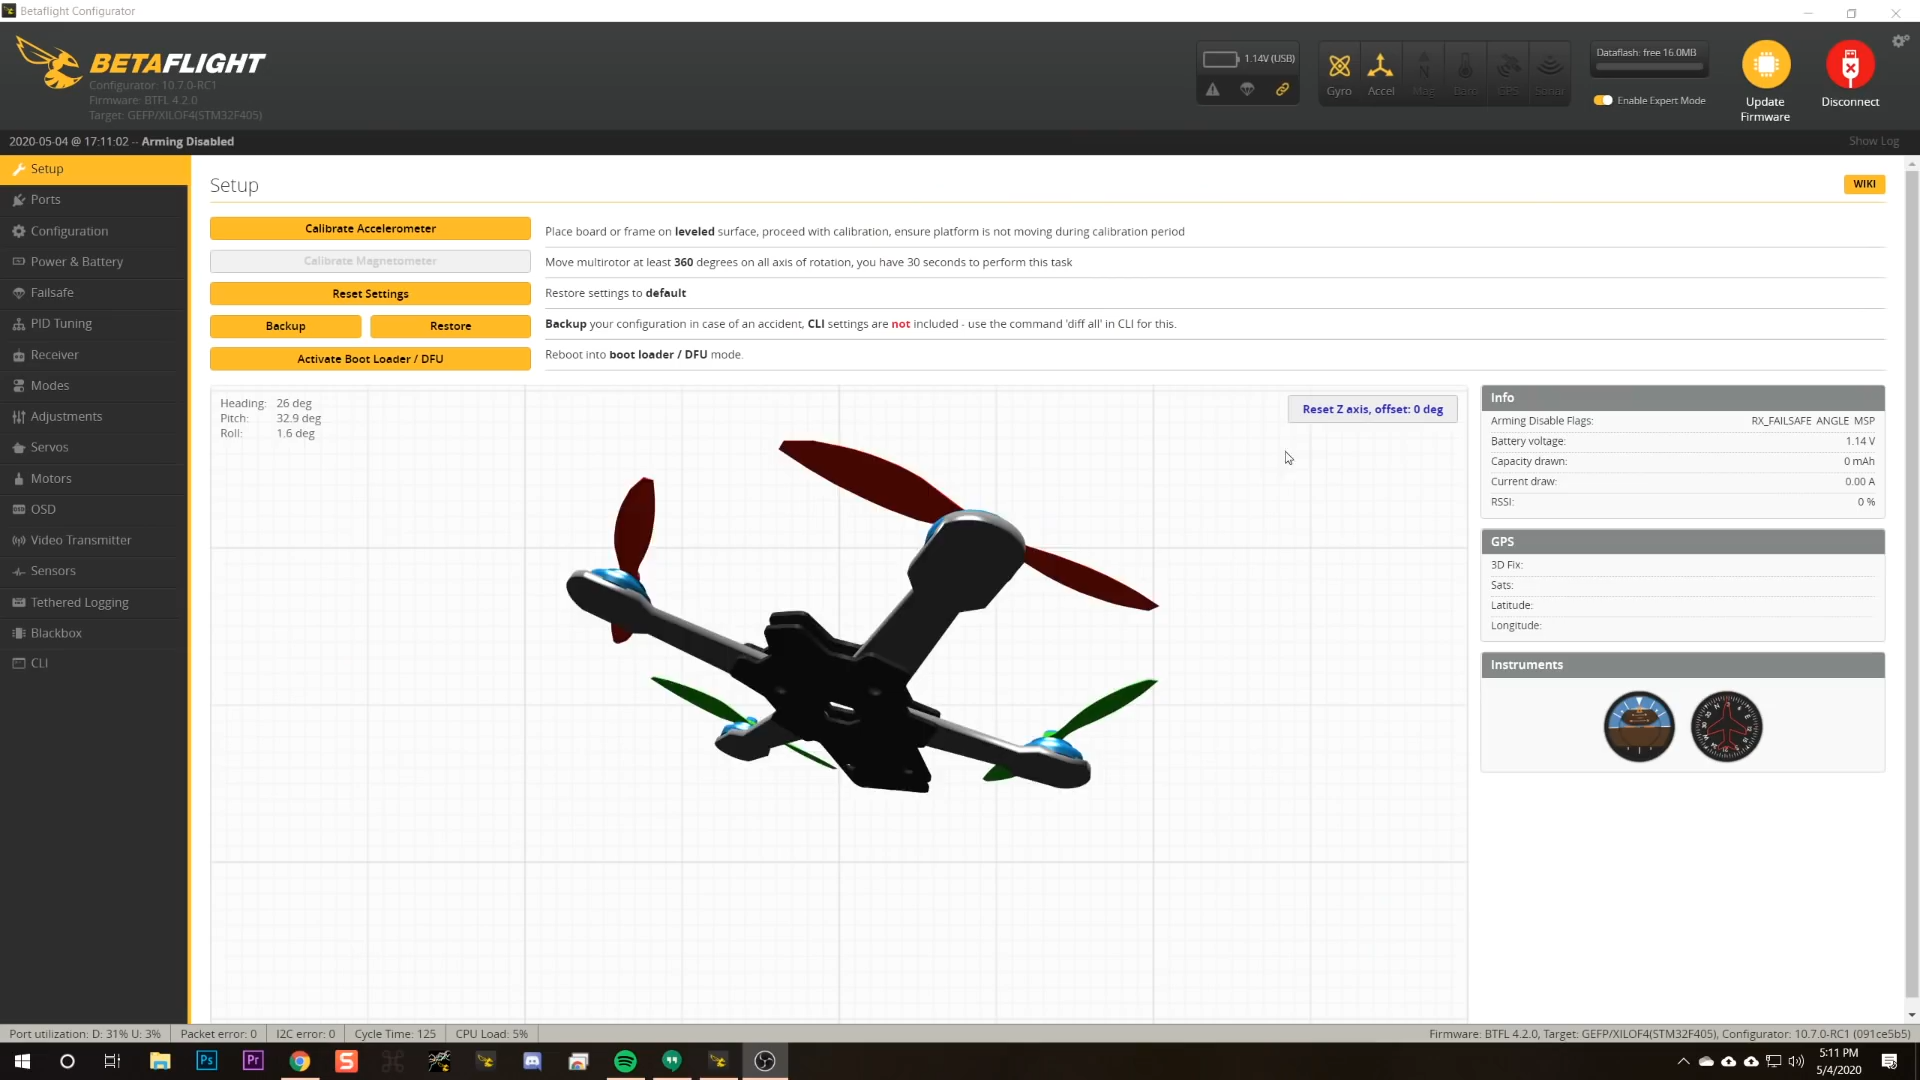 Betaflight Configurator
BETAFLIGHT
Configurator: 10.7.0-RC1
Firmware: BTFL 4.2.0
Target: GEFP/XILOF4(STM32F405)
1.14V (USB)
Gyro
Accel
Mag
Baro
GPS
Sonar
Dataflash: free 16.0MB
Enable Expert Mode
Update
Firmware
Disconnect
2020-05-04 @ 17:11:02 -- Arming Disabled
Show Log
Setup
Ports
Configuration
Power & Battery
Failsafe
PID Tuning
Receiver
Modes
Adjustments
Servos
Motors
OSD
Video Transmitter
Sensors
Tethered Logging
Blackbox
CLI
Setup
WIKI
Calibrate Accelerometer
Place board or frame on leveled surface, proceed with calibration, ensure platform is not moving during calibration period
Calibrate Magnetometer
Move multirotor at least 360 degrees on all axis of rotation, you have 30 seconds to perform this task
Reset Settings
Restore settings to default
Backup
Restore
Backup your configuration in case of an accident, CLI settings are not included - use the command 'diff all' in CLI for this.
Activate Boot Loader / DFU
Reboot into boot loader / DFU mode.
Heading: 26 deg
Pitch: 32.9 deg
Roll: 1.6 deg
Reset Z axis, offset: 0 deg
Info
Arming Disable Flags: RX_FAILSAFE ANGLE MSP
Battery voltage: 1.14 V
Capacity drawn: 0 mAh
Current draw: 0.00 A
RSSI: 0 %
GPS
3D Fix:
Sats:
Latitude:
Longitude:
Instruments
Port utilization: D: 31% U: 3%
Packet error: 0
I2C error: 0
Cycle Time: 125
CPU Load: 5%
Firmware: BTFL 4.2.0, Target: GEFP/XILOF4(STM32F405), Configurator: 10.7.0-RC1 (091ce5b5)
Ps
Pr
S
5:11 PM
5/4/2020